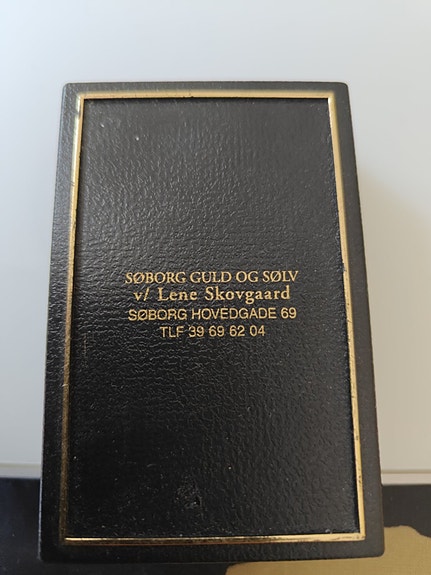 SØBORG GULD OG SØLV
v/ Lene Skovgaard
SØBORG HOVEDGADE 69
TLF 39 69 62 04